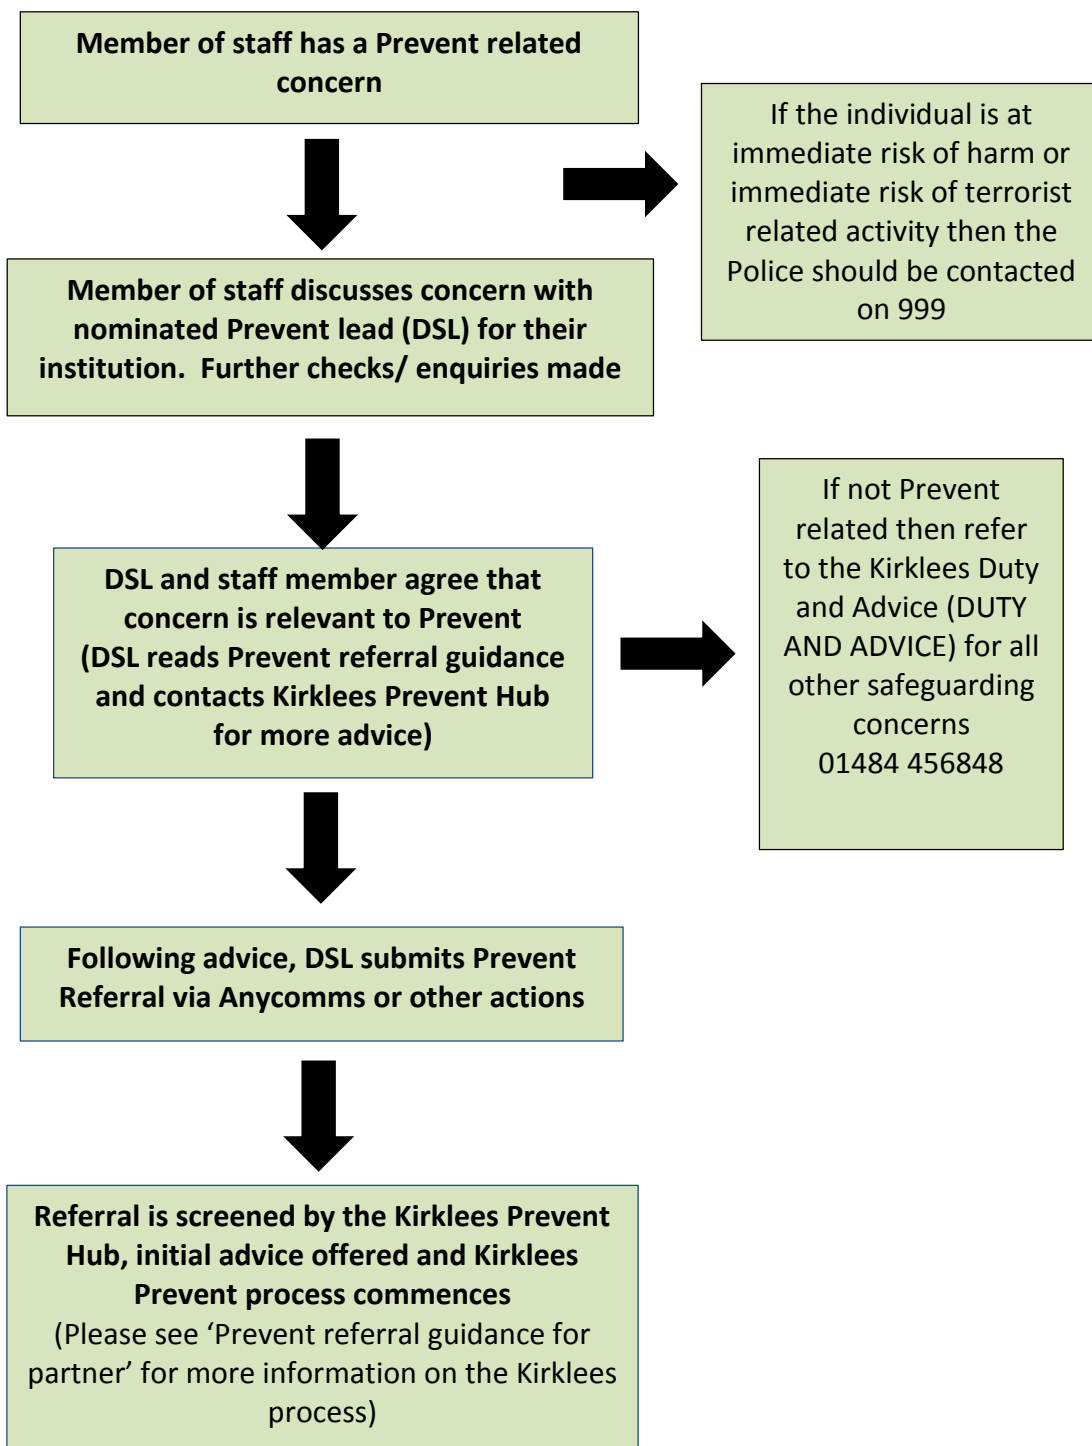 Member of staff has a Prevent related
concern
If the individual is at
immediate risk of harm or
immediate risk of terrorist
related activity then the
Police should be contacted
on 999
Member of staff discusses concern with
nominated Prevent lead (DSL) for their
institution.  Further checks/ enquiries made
If not Prevent
related then refer
to the Kirklees Duty
and Advice (DUTY
AND ADVICE) for all
other safeguarding
concerns
01484 456848
DSL and staff member agree that
concern is relevant to Prevent
(DSL reads Prevent referral guidance
and contacts Kirklees Prevent Hub
for more advice)
Following advice, DSL submits Prevent
Referral via Anycomms or other actions
Referral is screened by the Kirklees Prevent
Hub, initial advice offered and Kirklees
Prevent process commences
(Please see ‘Prevent referral guidance for
partner’ for more information on the Kirklees
process)